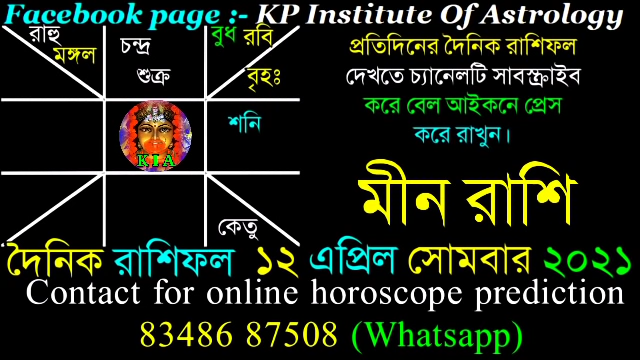 Facebook page :- KP Institute Of Astrology
রাহু মঙ্গল
চন্দ্র শুক্র
বুধ রবি বৃহঃ
শনি
KIA
কেতু
প্রতিদিনের দৈনিক রাশিফল
দেখতে চ্যানেলটি সাবস্ক্রাইব
করে বেল আইকনে প্রেস
করে রাখুন।
মীন রাশি
দৈনিক রাশিফল ১২ এপ্রিল সোমবার ২০২১
Contact for online horoscope prediction
83486 87508 (Whatsapp)